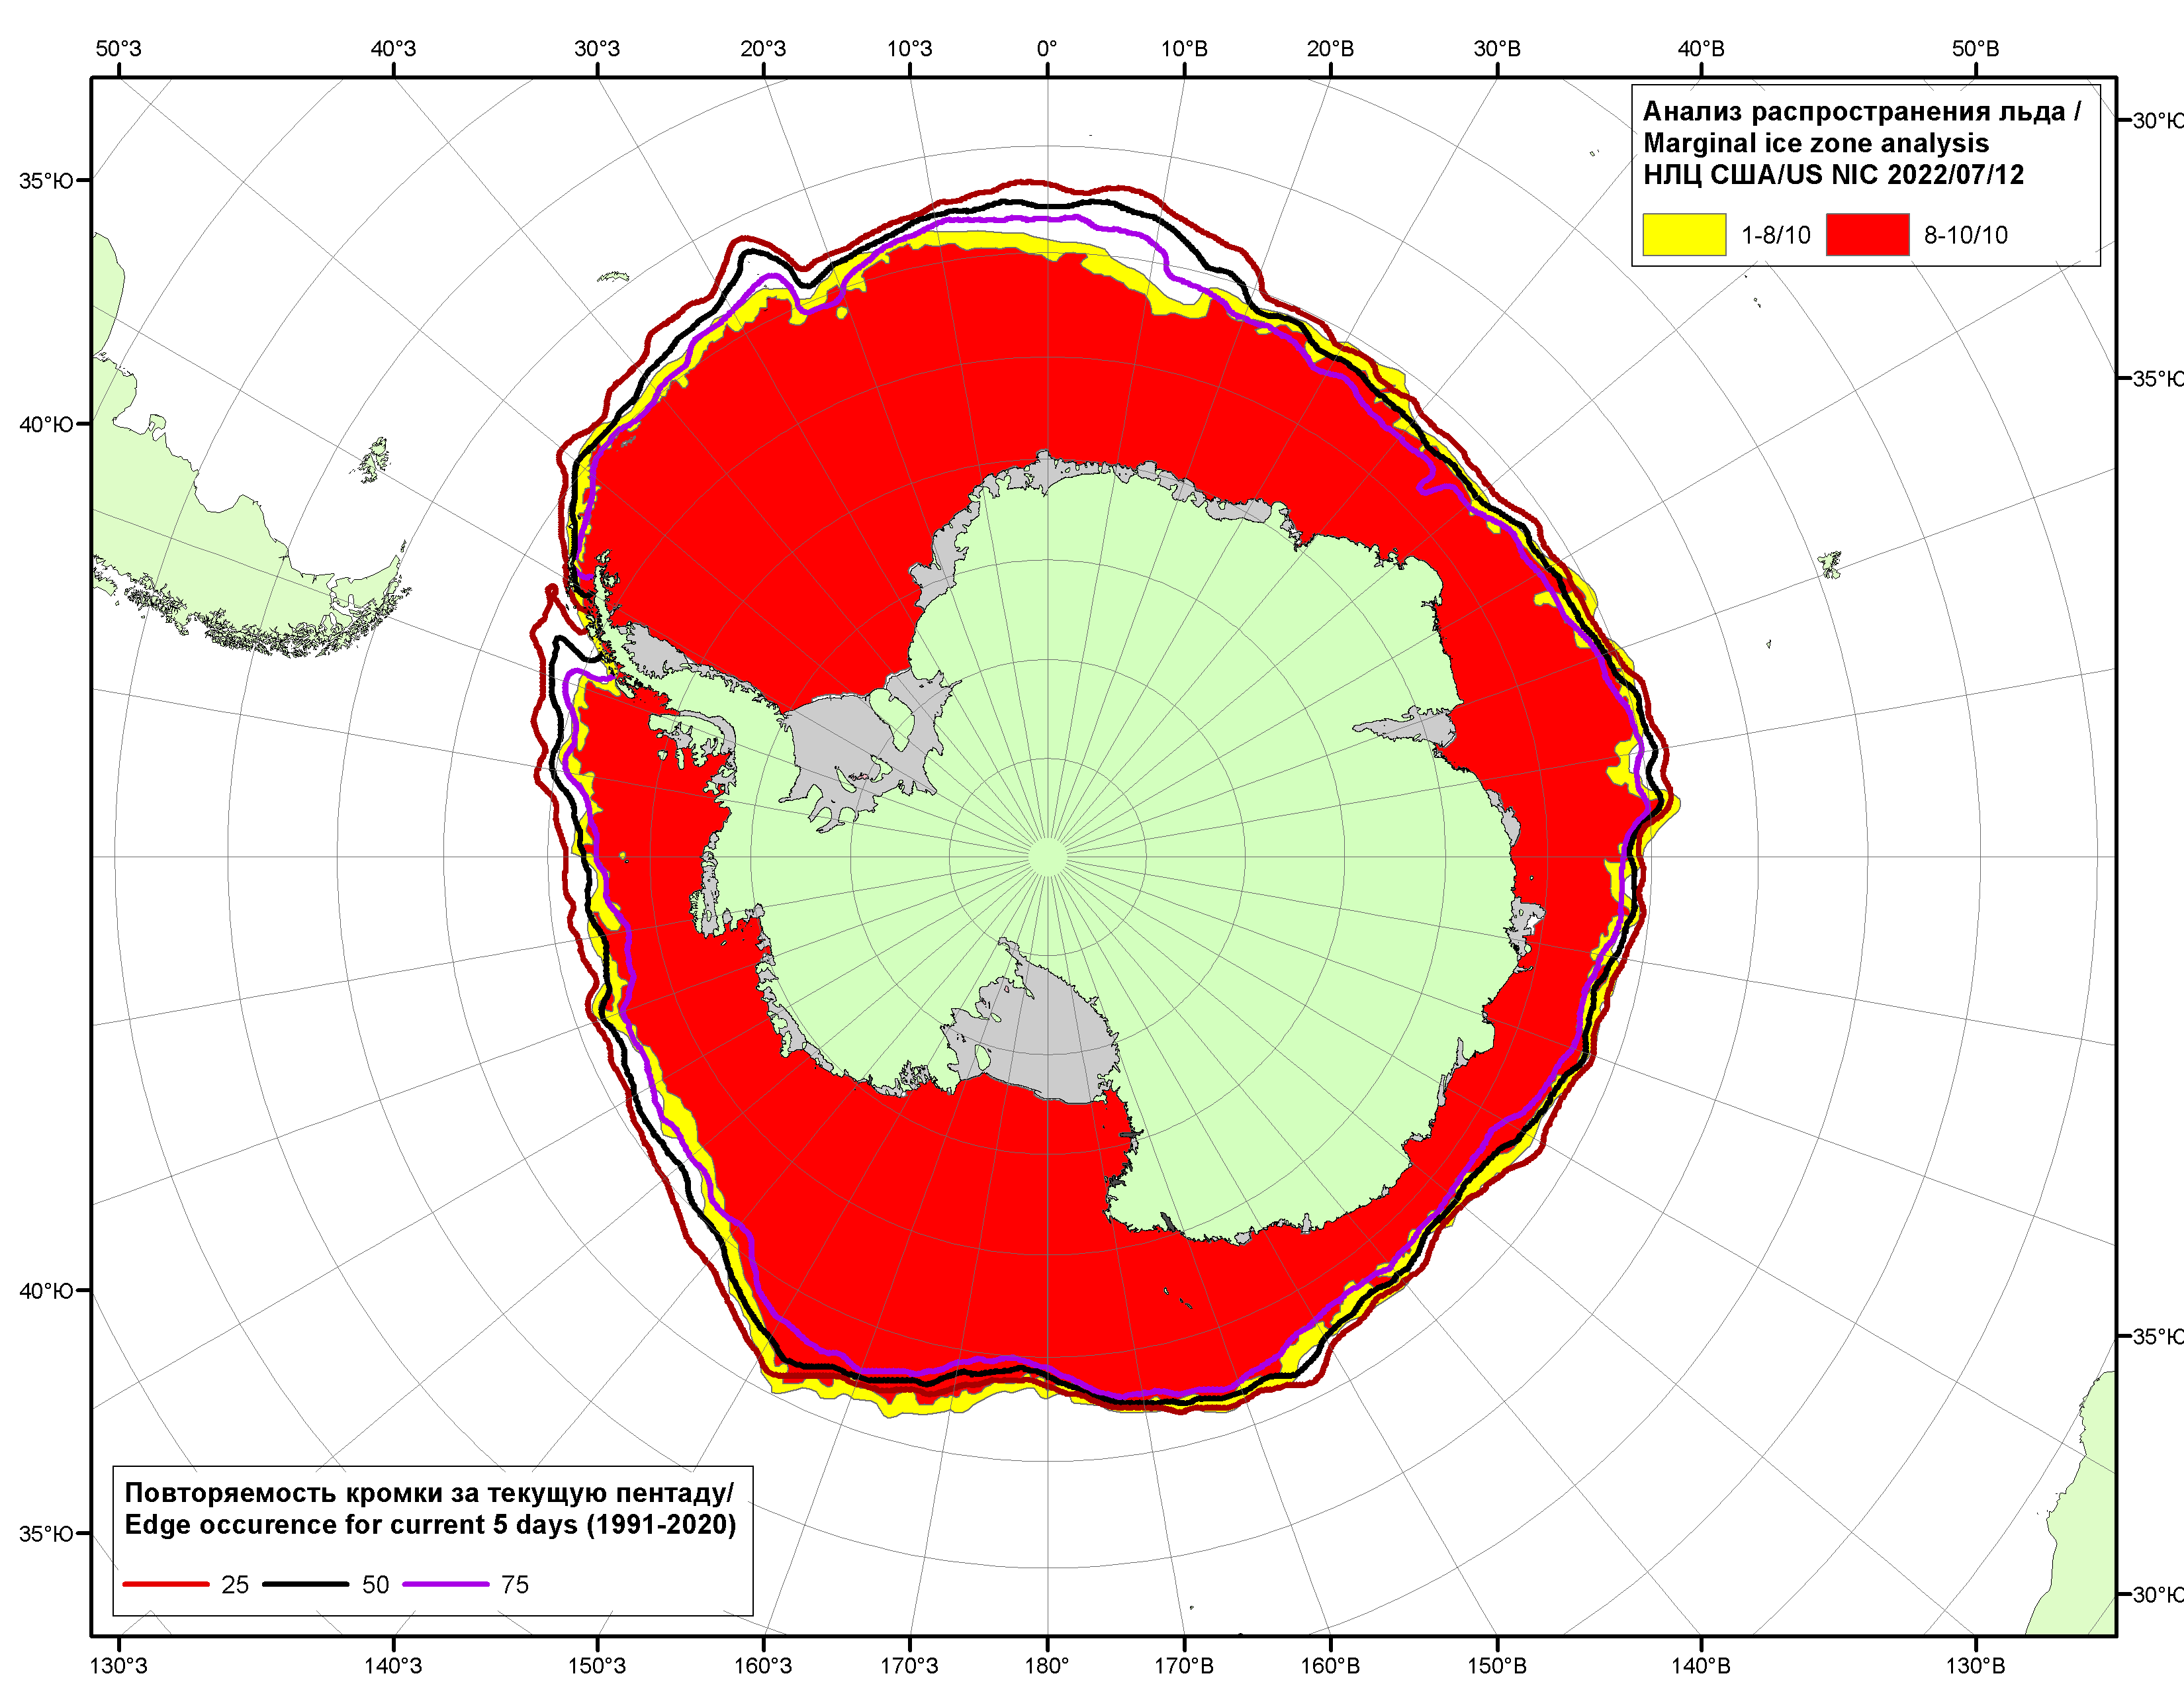 50°З 40°З 30°З 20°З 10°З 0° 10°В 20°В 30°В 40°В 50°В
Анализ распространения льда /
Marginal ice zone analysis
НЛЦ США/US NIC 2022/07/12
1-8/10 8-10/10
30°Ю
35°Ю
35°Ю
40°Ю
40°Ю
35°Ю
35°Ю
30°Ю
Повторяемость кромки за текущую пентаду/
Edge occurence for current 5 days (1991-2020)
25 50 75
130°З 140°З 150°З 160°З 170°З 180° 170°В 160°В 150°В 140°В 130°В